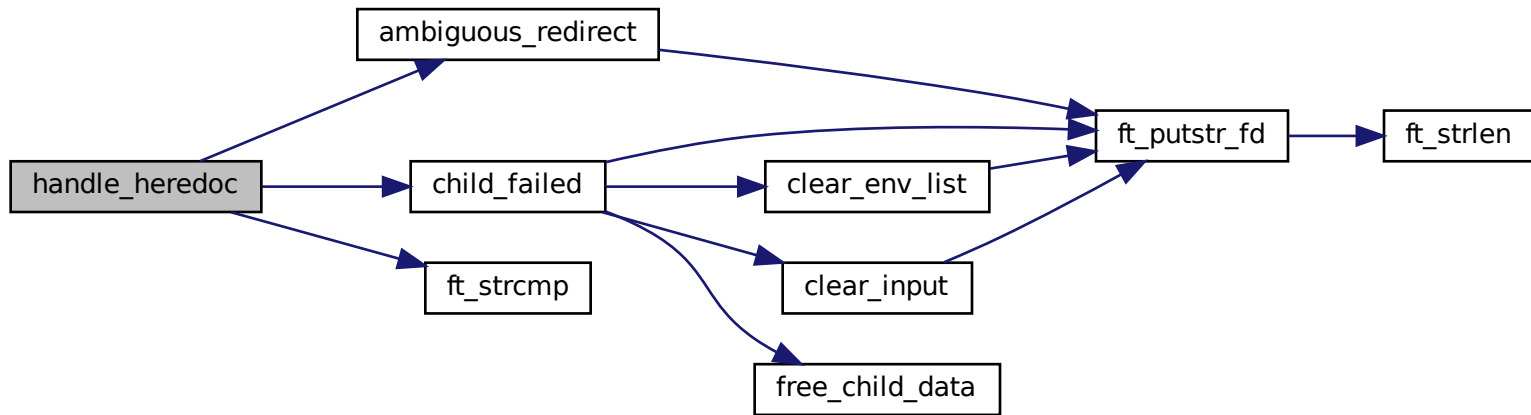 ambiguous_redirect
ft_putstr_fd
ft_strlen
handle_heredoc
child_failed
clear_env_list
ft_strcmp
clear_input
free_child_data